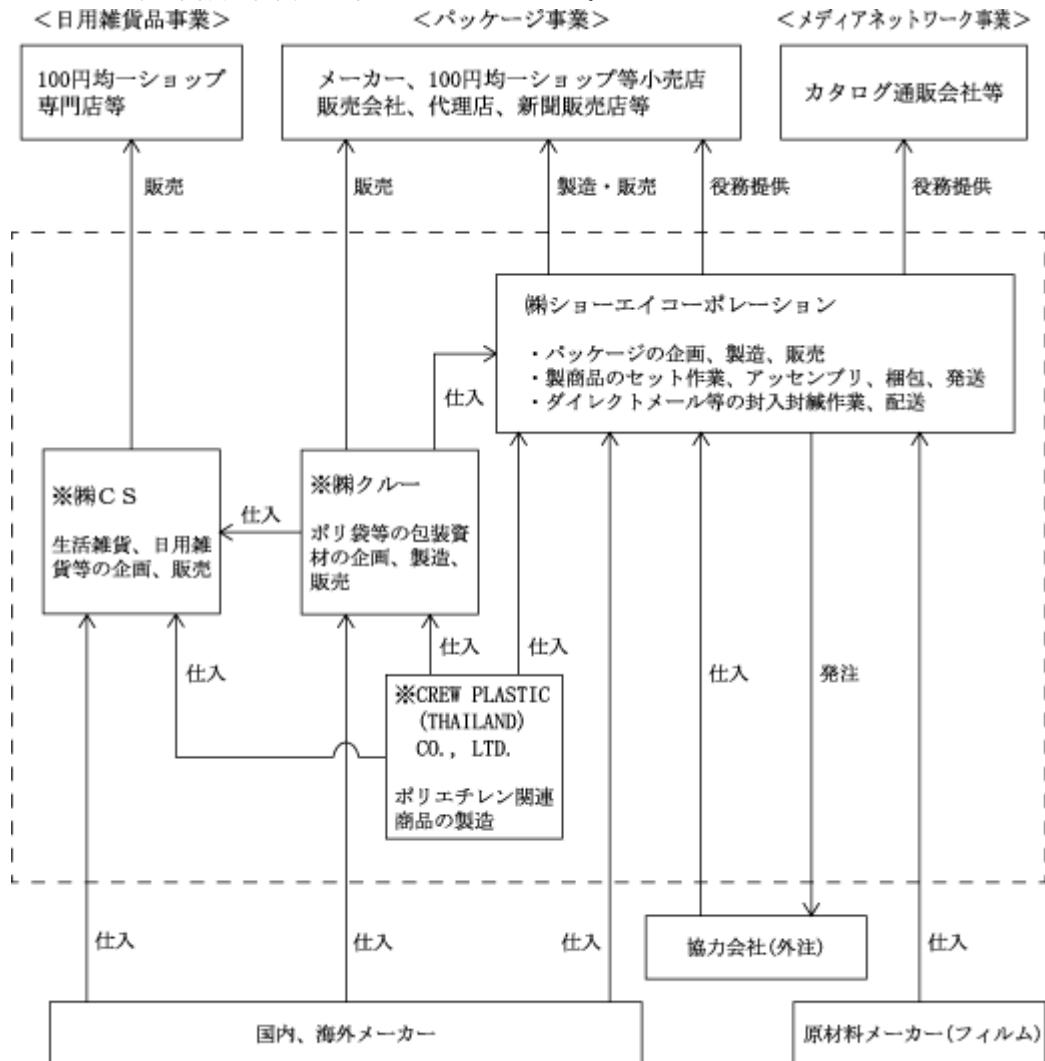 ＜日用雑貨品事業＞
＜パッケージ事業＞
＜メディアネットワーク事業＞
100円均一ショップ
専門店等
メーカー、100円均一ショップ等小売店
販売会社、代理店、新聞販売店等
カタログ通販会社等
販売
販売
製造・販売
役務提供
役務提供
㈱ショーエイコーポレーション
・パッケージの企画、製造、販売
・製商品のセット作業、アッセンブリ、梱包、発送
・ダイレクトメール等の封入封緘作業、配送
仕入
※㈱ＣＳ
生活雑貨、日用雑
貨等の企画、販売
仕入
※㈱クルー
ポリ袋等の包装資
材の企画、製造、
販売
仕入
仕入
仕入
仕入
発注
※CREW PLASTIC
(THAILAND)
CO., LTD.
ポリエチレン関連
商品の製造
仕入
仕入
仕入
協力会社(外注)
仕入
国内、海外メーカー
原材料メーカー(フィルム)